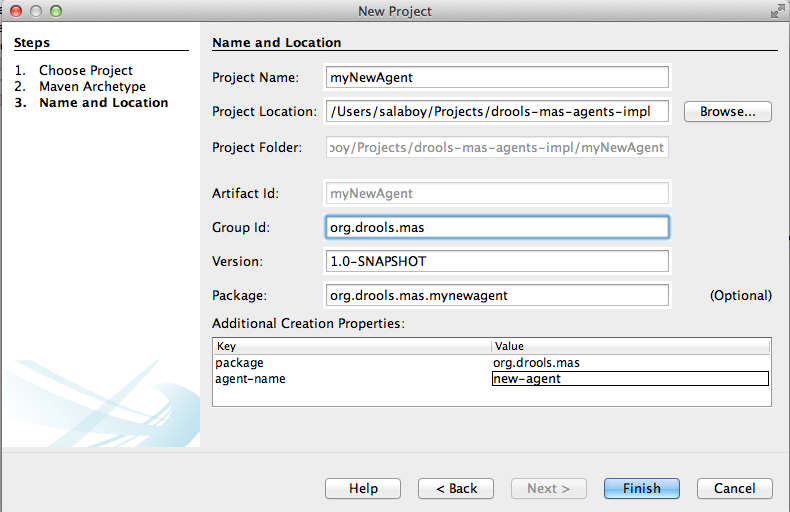 New Project
Steps
1. Choose Project
2. Maven Archetype
3. Name and Location
Name and Location
Project Name: myNewAgent
Project Location: /Users/salaboy/Projects/drools-mas-agents-impl Browse...
Project Folder: boy/Projects/drools-mas-agents-impl/myNewAgent
Artifact Id: myNewAgent
Group Id: org.drools.mas
Version: 1.0-SNAPSHOT
Package: org.drools.mas.mynewagent (Optional)
Additional Creation Properties:
Key Value
package org.drools.mas
agent-name new-agent
Help < Back Next > Finish Cancel